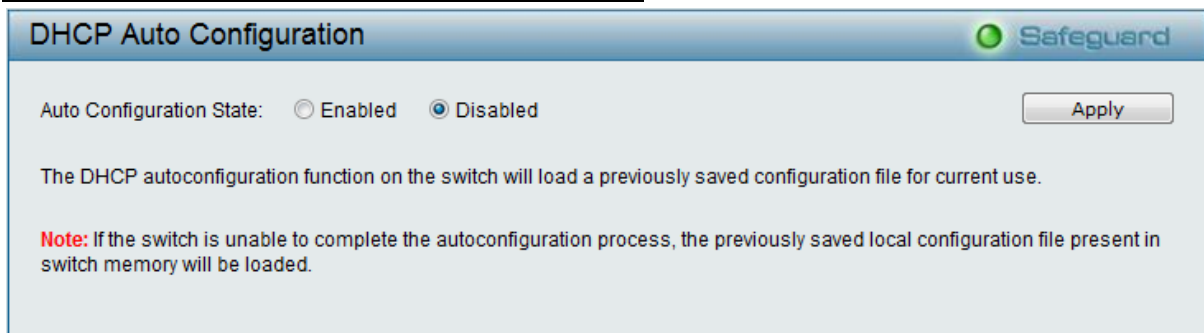 DHCP Auto Configuration
Safeguard
Auto Configuration State: Enabled Disabled Apply
The DHCP autoconfiguration function on the switch will load a previously saved configuration file for current use.
Note: If the switch is unable to complete the autoconfiguration process, the previously saved local configuration file present in
switch memory will be loaded.